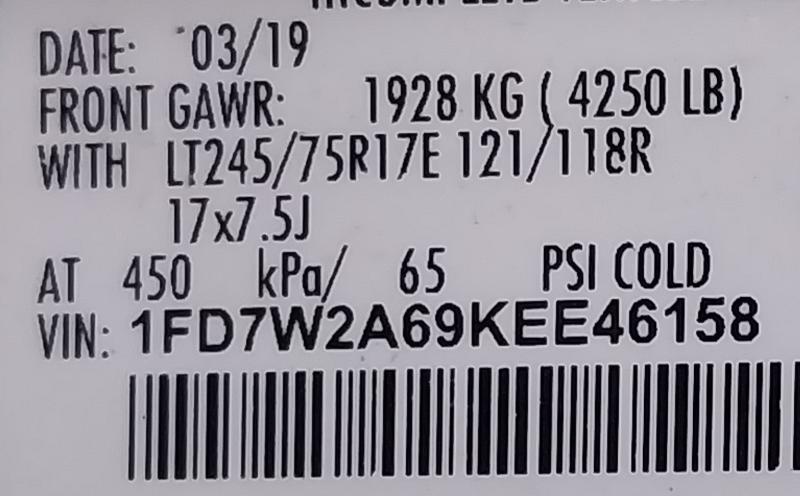 DATE: 03/19
FRONT GAWR: 1928 KG ( 4250 LB)
WITH LT245/75R17E 121/118R
17x7.5J
AT 450 kPa/ 65 PSI COLD
VIN: 1FD7W2A69KEE46158